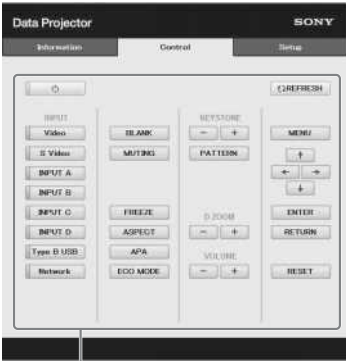 Data Projector SONY
Information Control Setup
REFRESH
INPUT KEYSTONE
Video BLANK - + MENU
S Video MUTING PATTERN ↑
INPUT A ← →
INPUT B ↓
INPUT C FREEZE D ZOOM ENTER
INPUT D ASPECT - + RETURN
Type B USB APA VOLUME
Network ECO MODE - + RESET